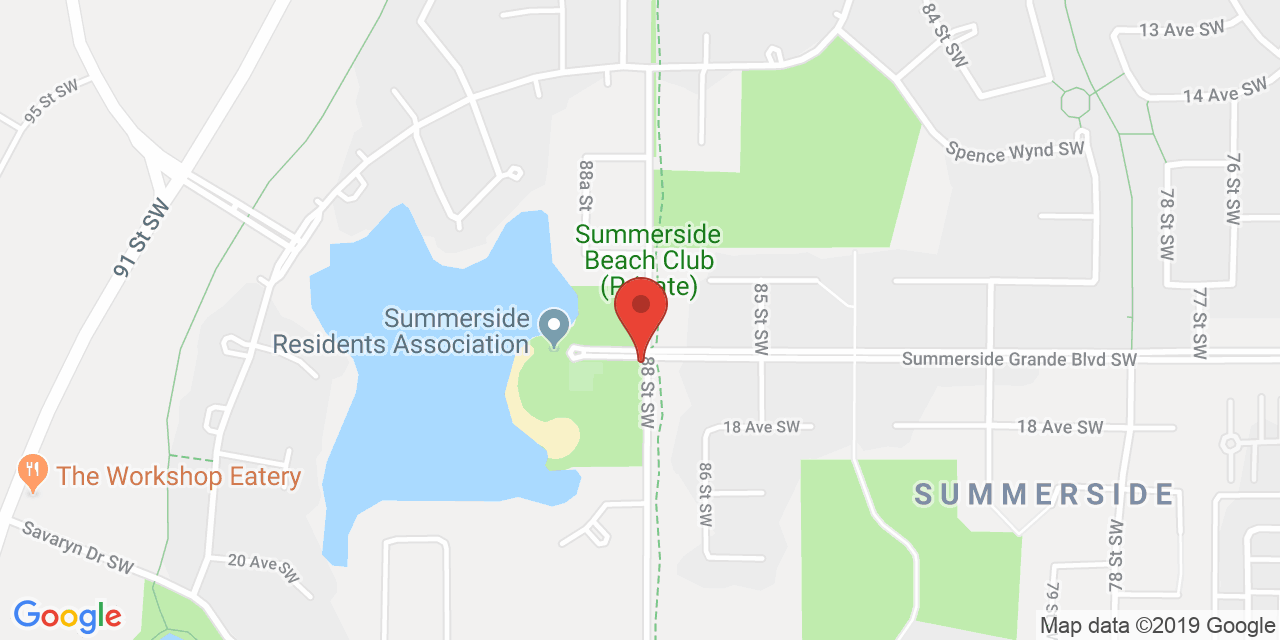 84 St SW
13 Ave SW
95 St SW
14 Ave SW
Spence Wynd SW
88a St
76 St SW
78 St SW
91 St SW
Summerside
Beach Club
(Private)
85 St SW
77 St SW
Summerside
Residents Association
Summerside Grande Blvd SW
88 St SW
18 Ave SW
18 Ave SW
The Workshop Eatery
86 St SW
SUMMERSIDE
Savaryn Dr SW
20 Ave SW
78 St SW
79 S
Google
Map data ©2019 Google